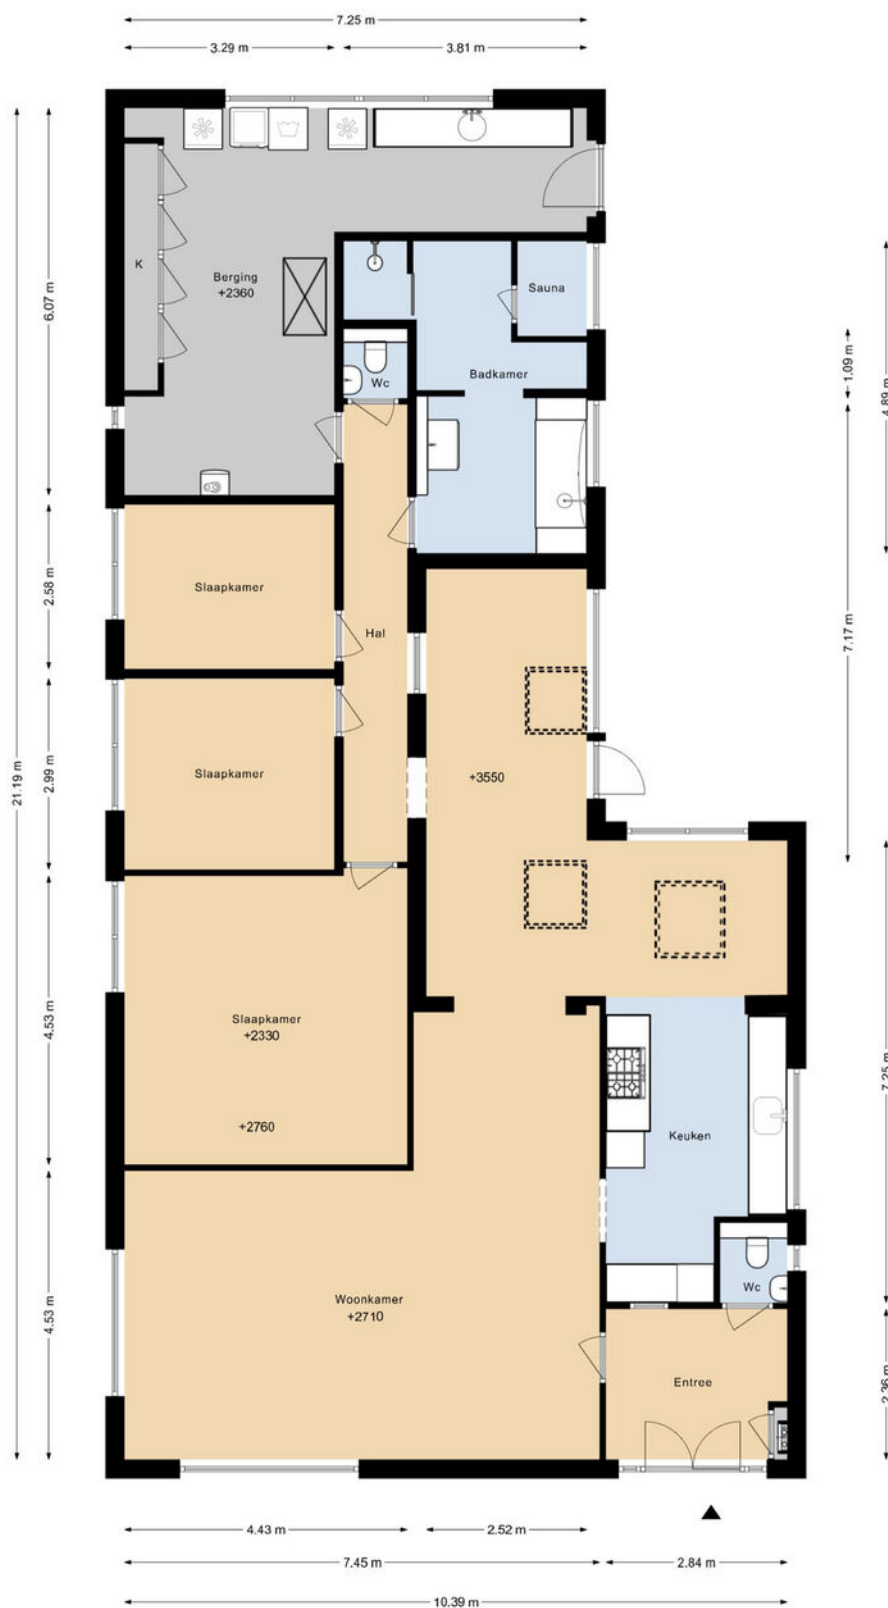 7.25 m
3.29 m
3.81 m
K
Berging
+2360
Sauna
Wc
Badkamer
6.07 m
1.09 m
4.89 m
2.58 m
Slaapkamer
Hal
7.17 m
21.19 m
2.99 m
Slaapkamer
+3550
4.53 m
Slaapkamer
+2330
+2760
Keuken
7.25 m
4.53 m
Woonkamer
+2710
Wc
Entree
2.36 m
4.43 m
2.52 m
7.45 m
2.84 m
10.39 m